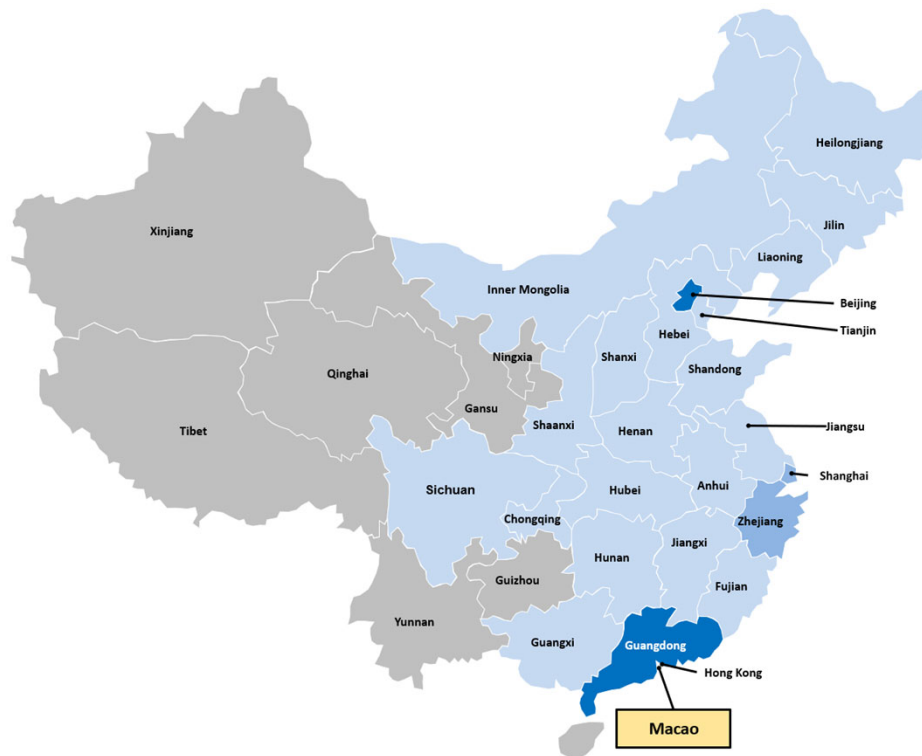 Heilongjiang
Jilin
Xinjiang
Liaoning
Inner Mongolia
Beijing
Tianjin
Hebei
Ningxia
Shanxi
Shandong
Qinghai
Gansu
Tibet
Shaanxi
Henan
Jiangsu
Shanghai
Sichuan
Hubei
Anhui
Chongqing
Zhejiang
Hunan
Jiangxi
Guizhou
Fujian
Yunnan
Guangxi
Guangdong
Hong Kong
Macao